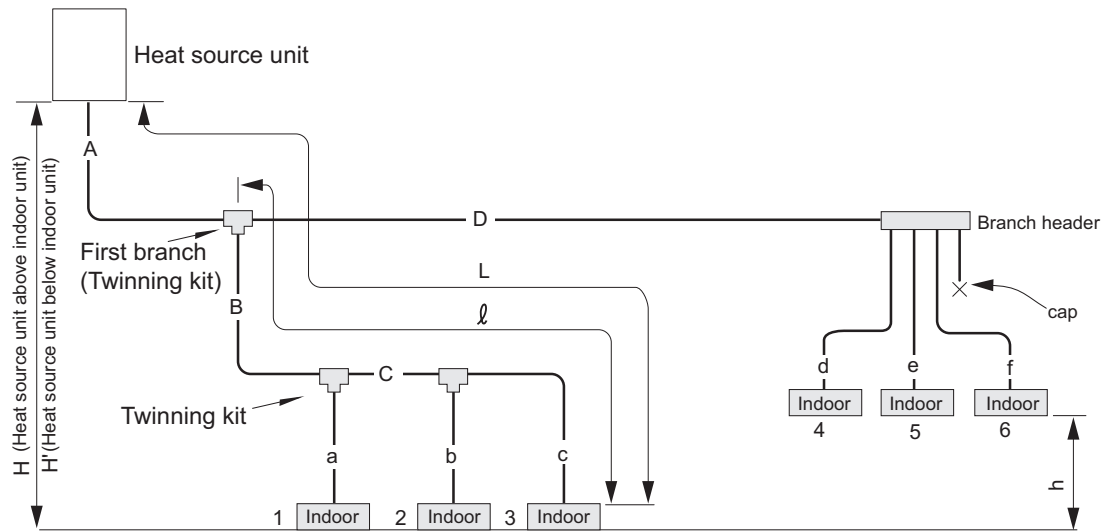 Heat source unit
A
H (Heat source unit above indoor unit)
H' (Heat source unit below indoor unit)
First branch
(Twinning kit)
D
Branch header
L
B
ℓ
cap
C
d
e
f
Twinning kit
Indoor
Indoor
Indoor
4
5
6
a
b
c
h
1
Indoor
2
Indoor
3
Indoor